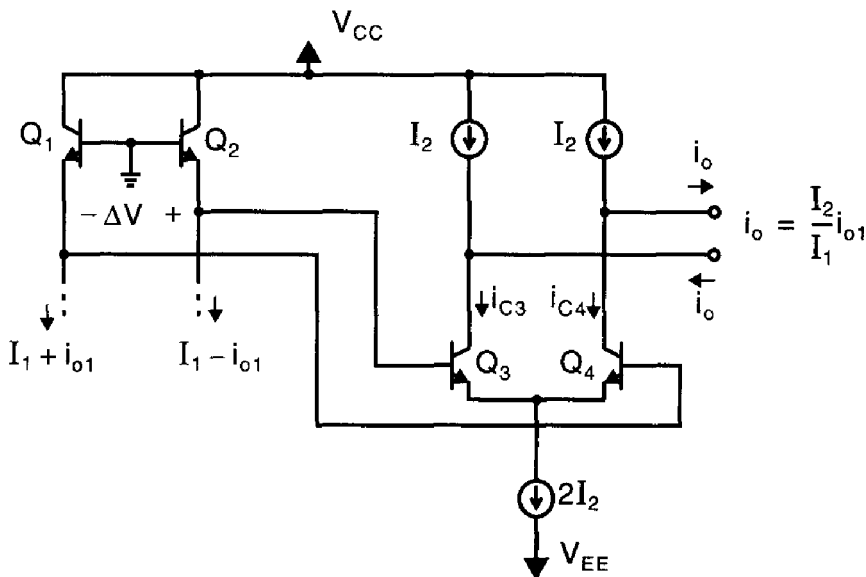 V_CC
Q_1
Q_2
I_2
I_2
i_o
− ΔV +
i_o = I_2/I_1 i_o1
i_o
i_C3
i_C4
I_1 + i_o1
I_1 − i_o1
Q_3
Q_4
2I_2
V_EE